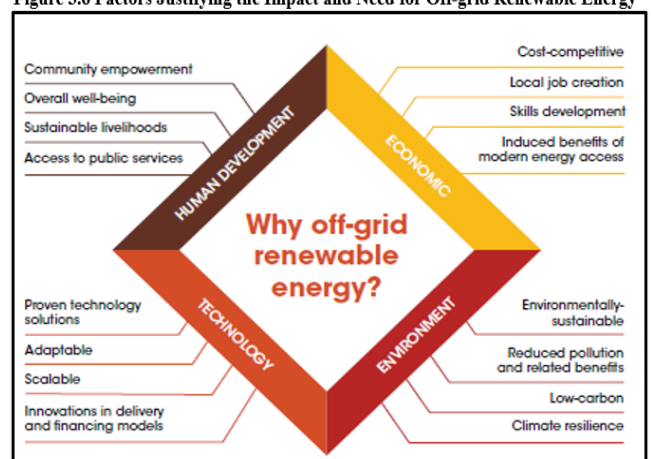 Figure 3.6 Factors Justifying the Impact and Need for Off-grid Renewable Energy
Community empowerment
Overall well-being
Sustainable livelihoods
Access to public services
HUMAN DEVELOPMENT
Cost-competitive
Local job creation
Skills development
Induced benefits of
modern energy access
ECONOMIC
Why off-grid
renewable
energy?
Proven technology
solutions
Adaptable
Scalable
Innovations in delivery
and financing models
TECHNOLOGY
Environmentally-
sustainable
Reduced pollution
and related benefits
Low-carbon
Climate resilience
ENVIRONMENT